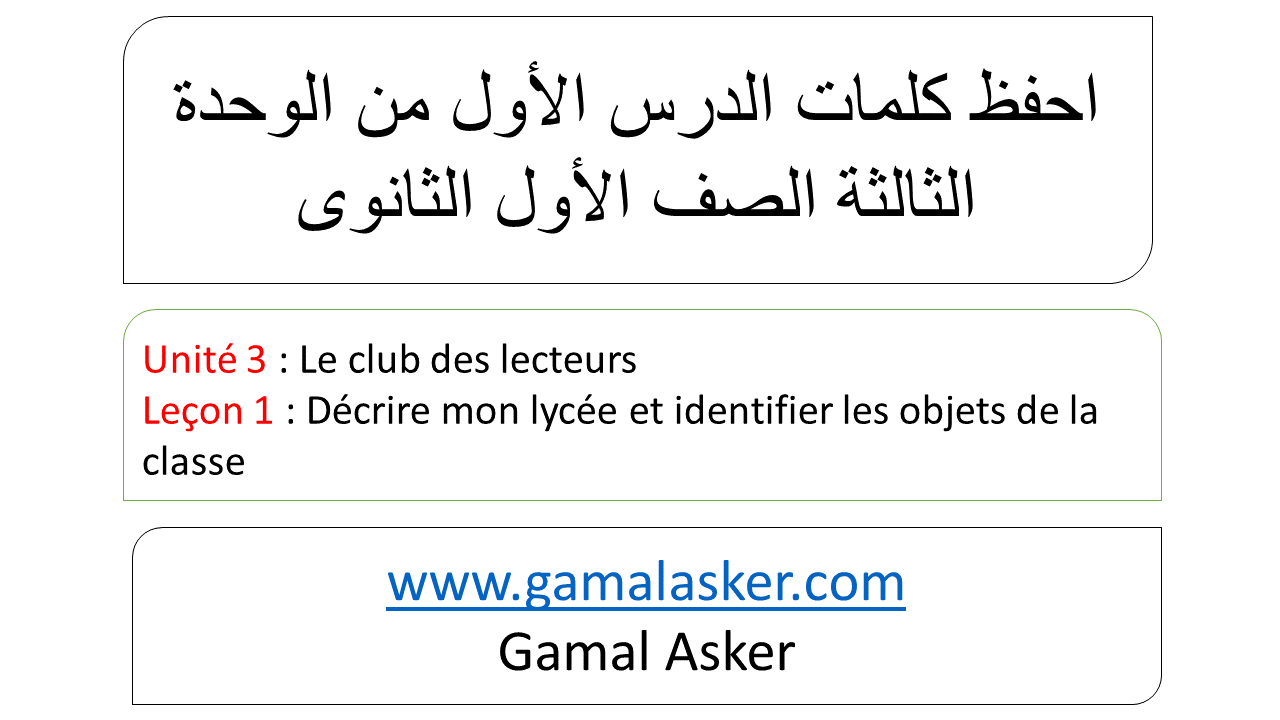 احفظ كلمات الدرس الأول من الوحدة
الثالثة الصف الأول الثانوى
Unité 3 : Le club des lecteurs
Leçon 1 : Décrire mon lycée et identifier les objets de la
classe
www.gamalasker.com
Gamal Asker